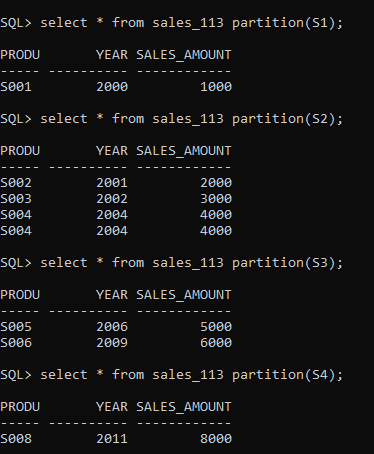 SQL> select * from sales_113 partition(S1);
PRODU       YEAR SALES_AMOUNT
----- ---------- ------------
S001        2000         1000
SQL> select * from sales_113 partition(S2);
PRODU       YEAR SALES_AMOUNT
----- ---------- ------------
S002        2001         2000
S003        2002         3000
S004        2004         4000
S004        2004         4000
SQL> select * from sales_113 partition(S3);
PRODU       YEAR SALES_AMOUNT
----- ---------- ------------
S005        2006         5000
S006        2009         6000
SQL> select * from sales_113 partition(S4);
PRODU       YEAR SALES_AMOUNT
----- ---------- ------------
S008        2011         8000